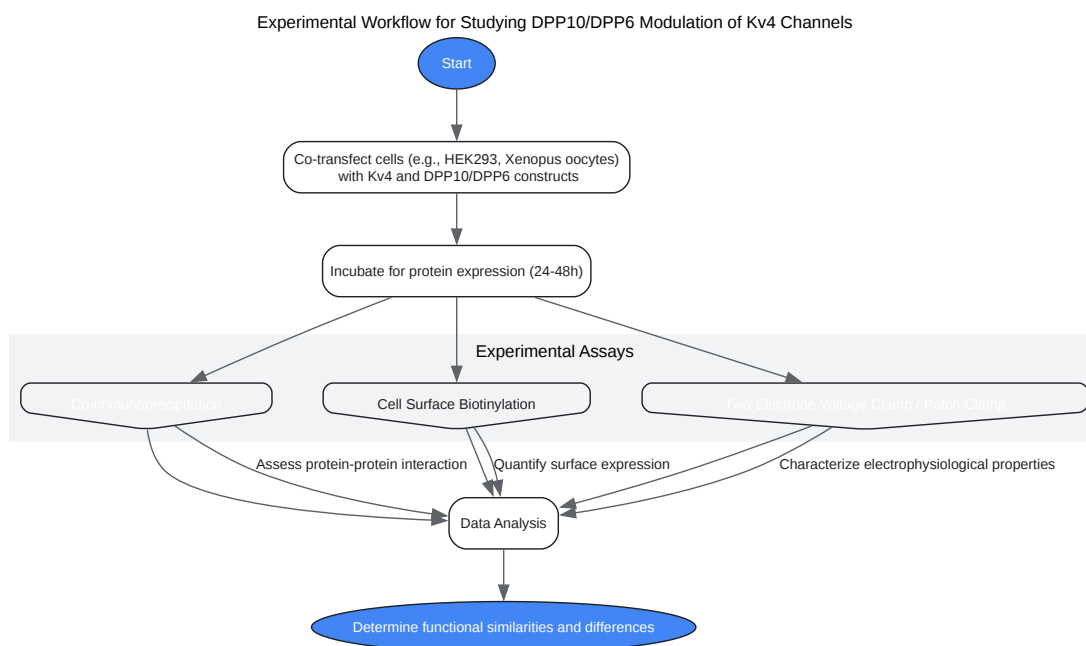 Experimental Workflow for Studying DPP10/DPP6 Modulation of Kv4 Channels
Start
Co-transfect cells (e.g., HEK293, Xenopus oocytes)
with Kv4 and DPP10/DPP6 constructs
Incubate for protein expression (24-48h)
Experimental Assays
Co-immunoprecipitation
Cell Surface Biotinylation
Two-Electrode Voltage Clamp / Patch Clamp
Assess protein-protein interaction
Quantify surface expression
Characterize electrophysiological properties
Data Analysis
Determine functional similarities and differences